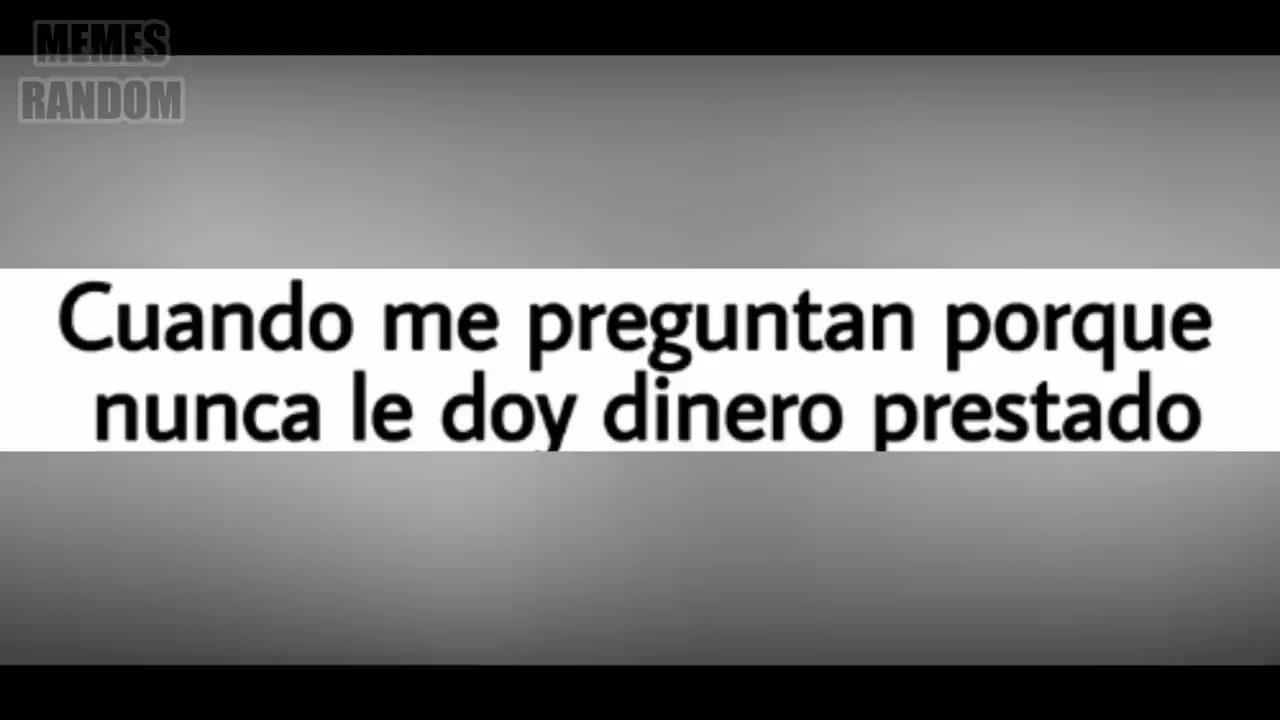 MEMES
RANDOM
Cuando me preguntan porque
nunca le doy dinero prestado